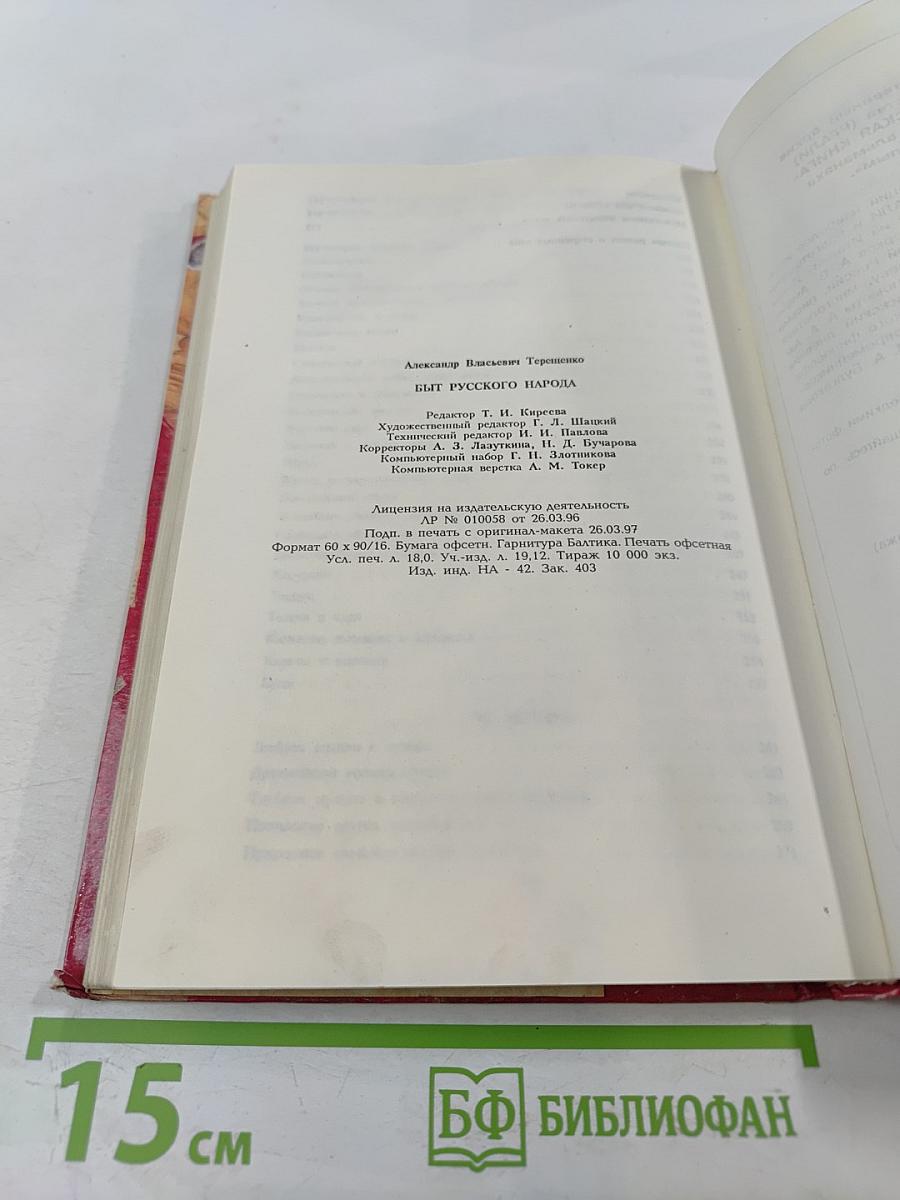 Александр Власьевич Терещенко
БЫТ РУССКОГО НАРОДА
Редактор Т. И. Киреева
Художественный редактор Г. Л. Шацкий
Технический редактор И. И. Павлова
Корректоры А. З. Лазуткина, Н. Д. Бучарова
Компьютерный набор Г. Н. Злотникова
Компьютерная верстка А. М. Токер
Лицензия на издательскую деятельность
ЛР № 010058 от 26.03.96
Подп. в печать с оригинал-макета 26.03.97
Формат 60 х 90/16. Бумага офсетн. Гарнитура Балтика. Печать офсетная
Усл. печ. л. 18,0. Уч.-изд. л. 19,12. Тираж 10 000 экз.
Изд. инд. НА - 42. Зак. 403
15 см
БФ БИБЛИОФАН